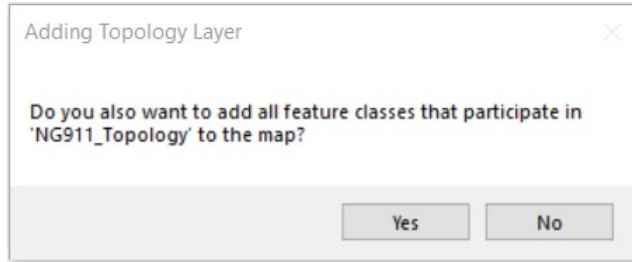 Adding Topology Layer
Do you also want to add all feature classes that participate in
'NG911_Topology' to the map?
Yes
No